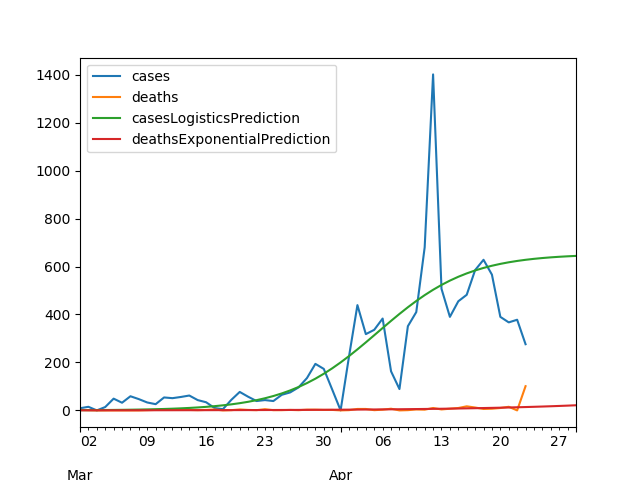 cases
deaths
casesLogisticsPrediction
deathsExponentialPrediction
1400
1200
1000
800
600
400
200
0
02 09 16 23 30 06 13 20 27
Mar Apr